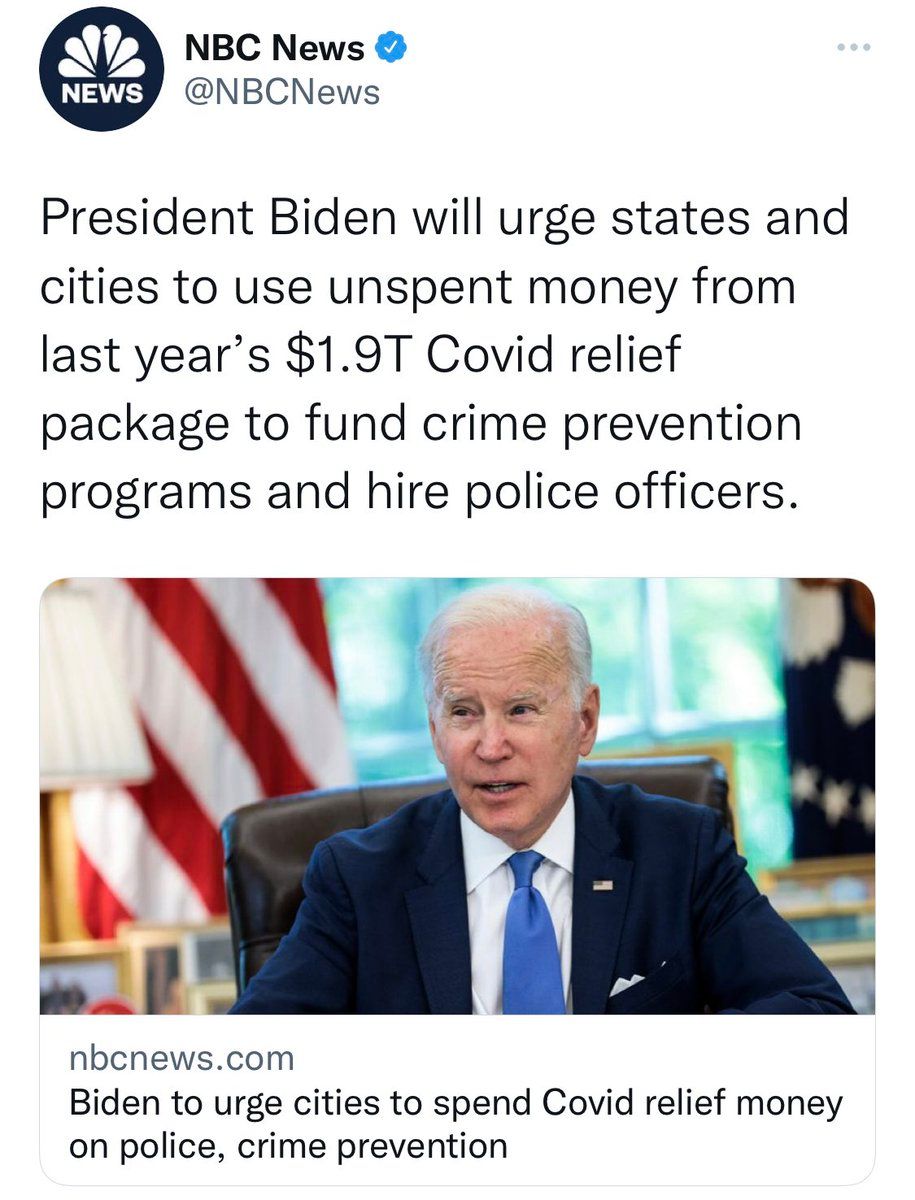 NEWS
NBC News
@NBCNews
President Biden will urge states and
cities to use unspent money from
last year’s $1.9T Covid relief
package to fund crime prevention
programs and hire police officers.
nbcnews.com
Biden to urge cities to spend Covid relief money
on police, crime prevention